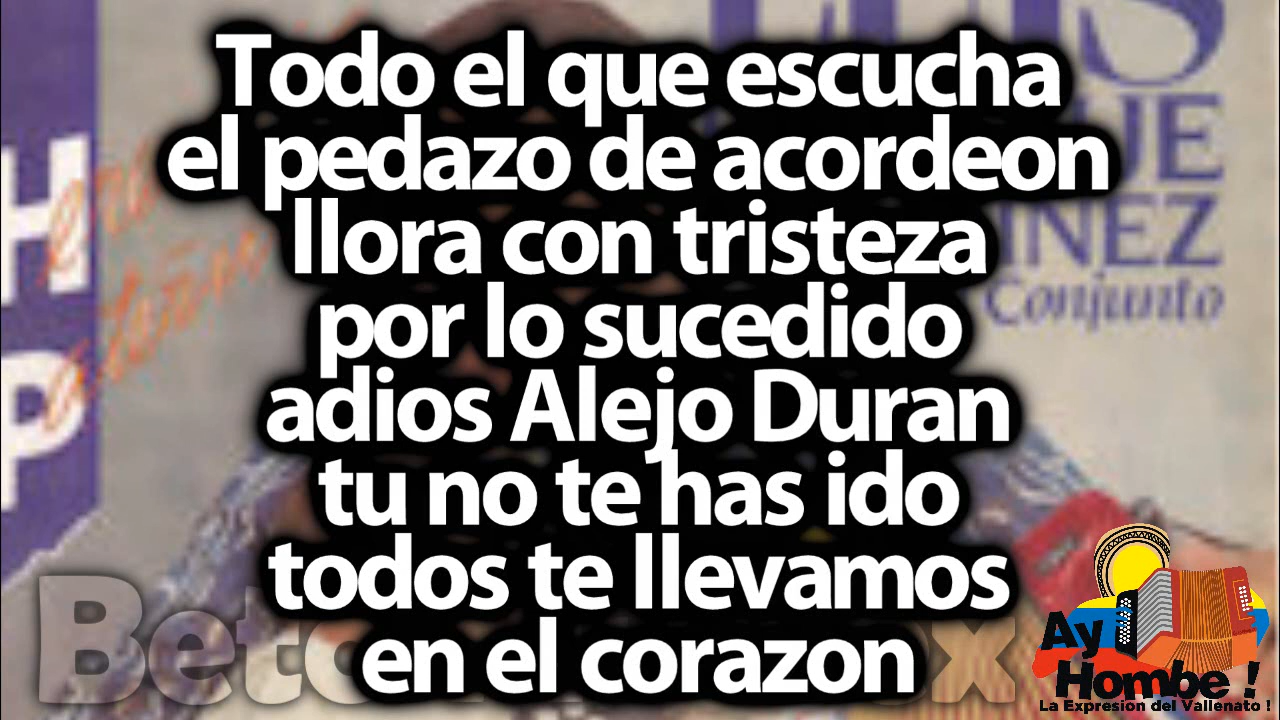 Todo el que escucha
el pedazo de acordeon
llora con tristeza
por lo sucedido
adios Alejo Duran
tu no te has ido
todos te llevamos
en el corazon
H
P
Conjunto
Ay
Hombe !
La Expresion del Vallenato !